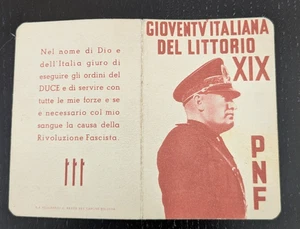 Nel nome di Dio e
dell'Italia giuro di
eseguire gli ordini del
DUCE e di servire con
tutte le mie forze e se
è necessario col mio
sangue la causa della
Rivoluzione Fascista.
GIOVENTV ITALIANA
DEL LITTORIO
XIX
PNF